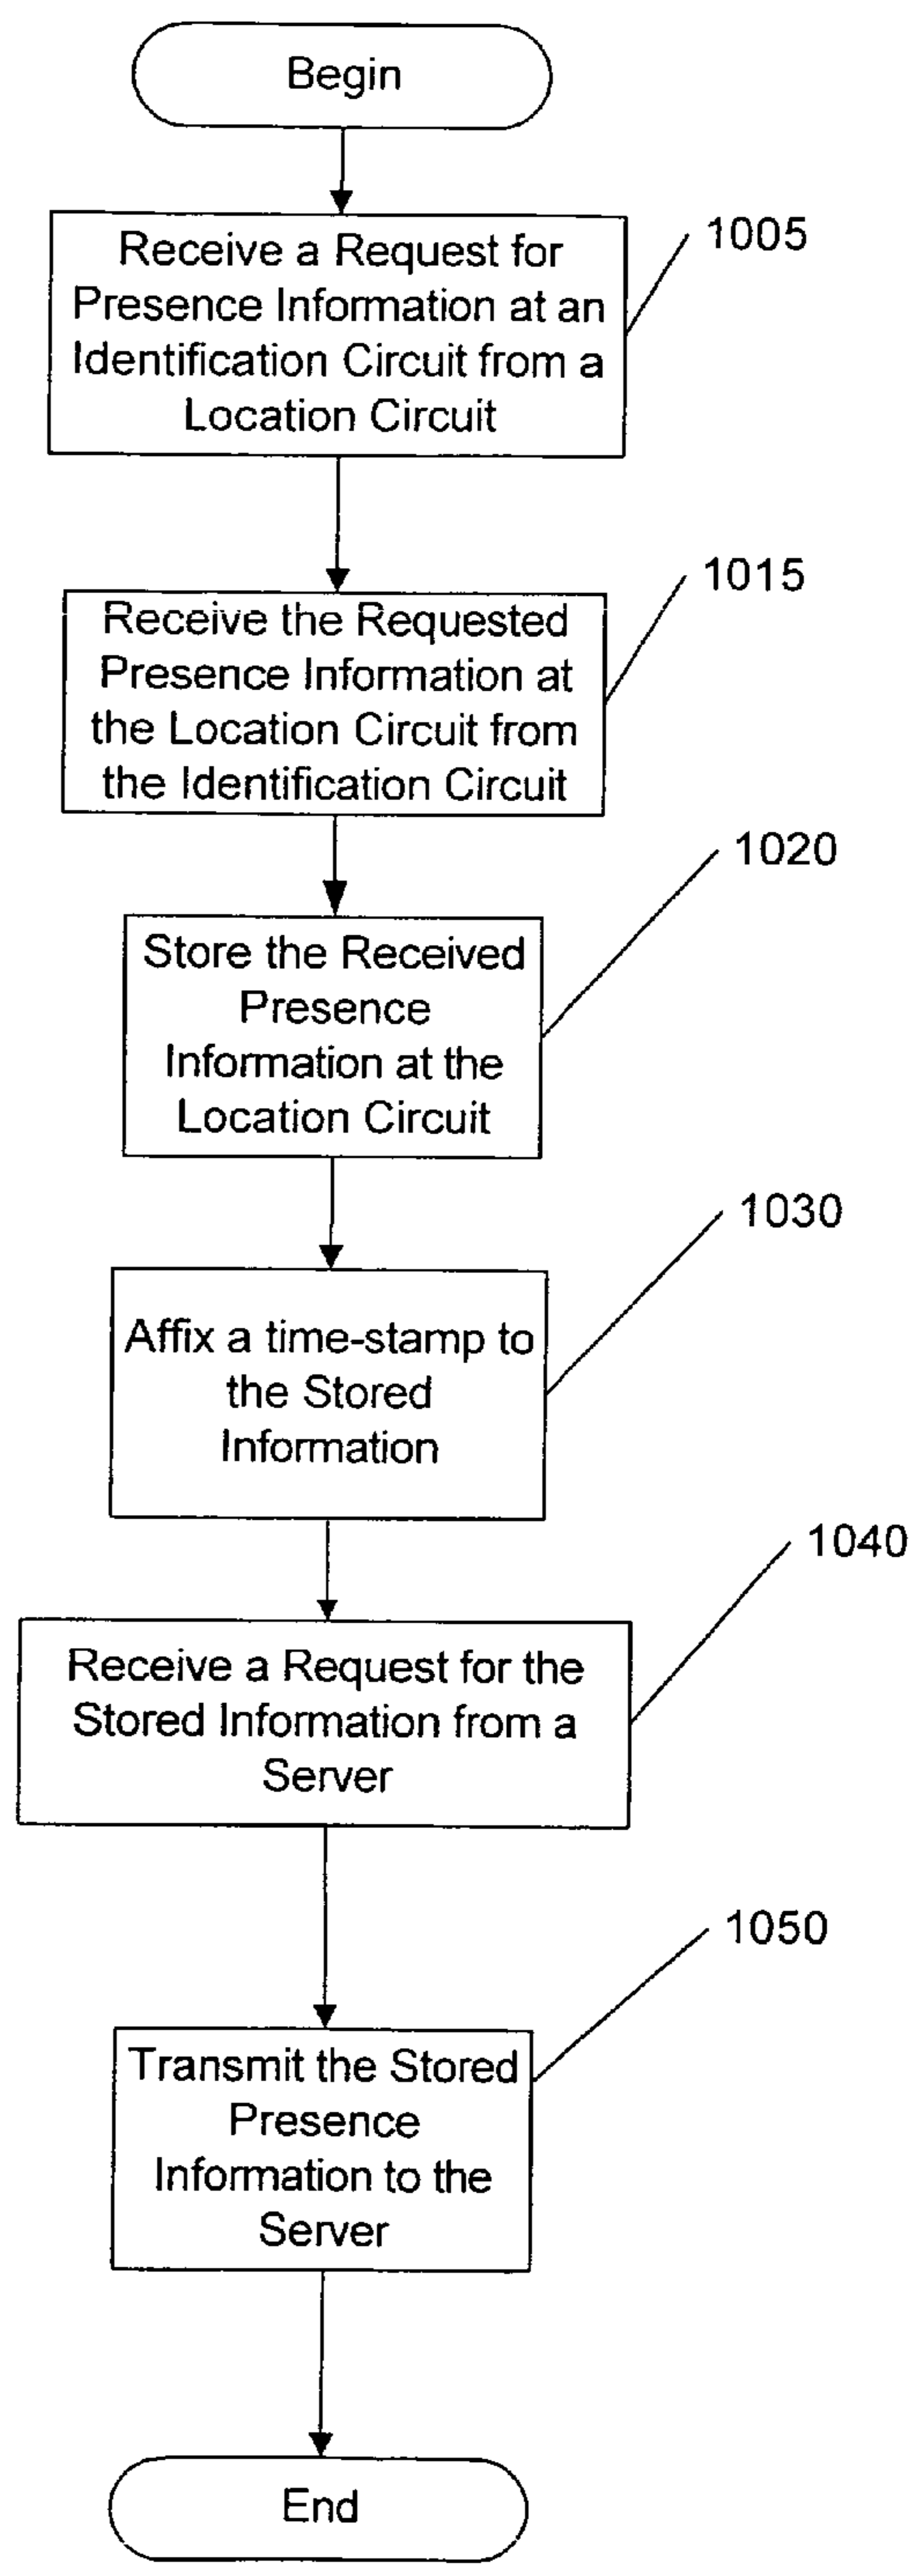 Begin
Receive a Request for
Presence Information at an
Identification Circuit from a
Location Circuit
1005
Receive the Requested
Presence Information at
the Location Circuit from
the Identification Circuit
1015
Store the Received
Presence
Information at the
Location Circuit
1020
Affix a time-stamp to
the Stored
Information
1030
Receive a Request for the
Stored Information from a
Server
1040
Transmit the Stored
Presence
Information to the
Server
1050
End